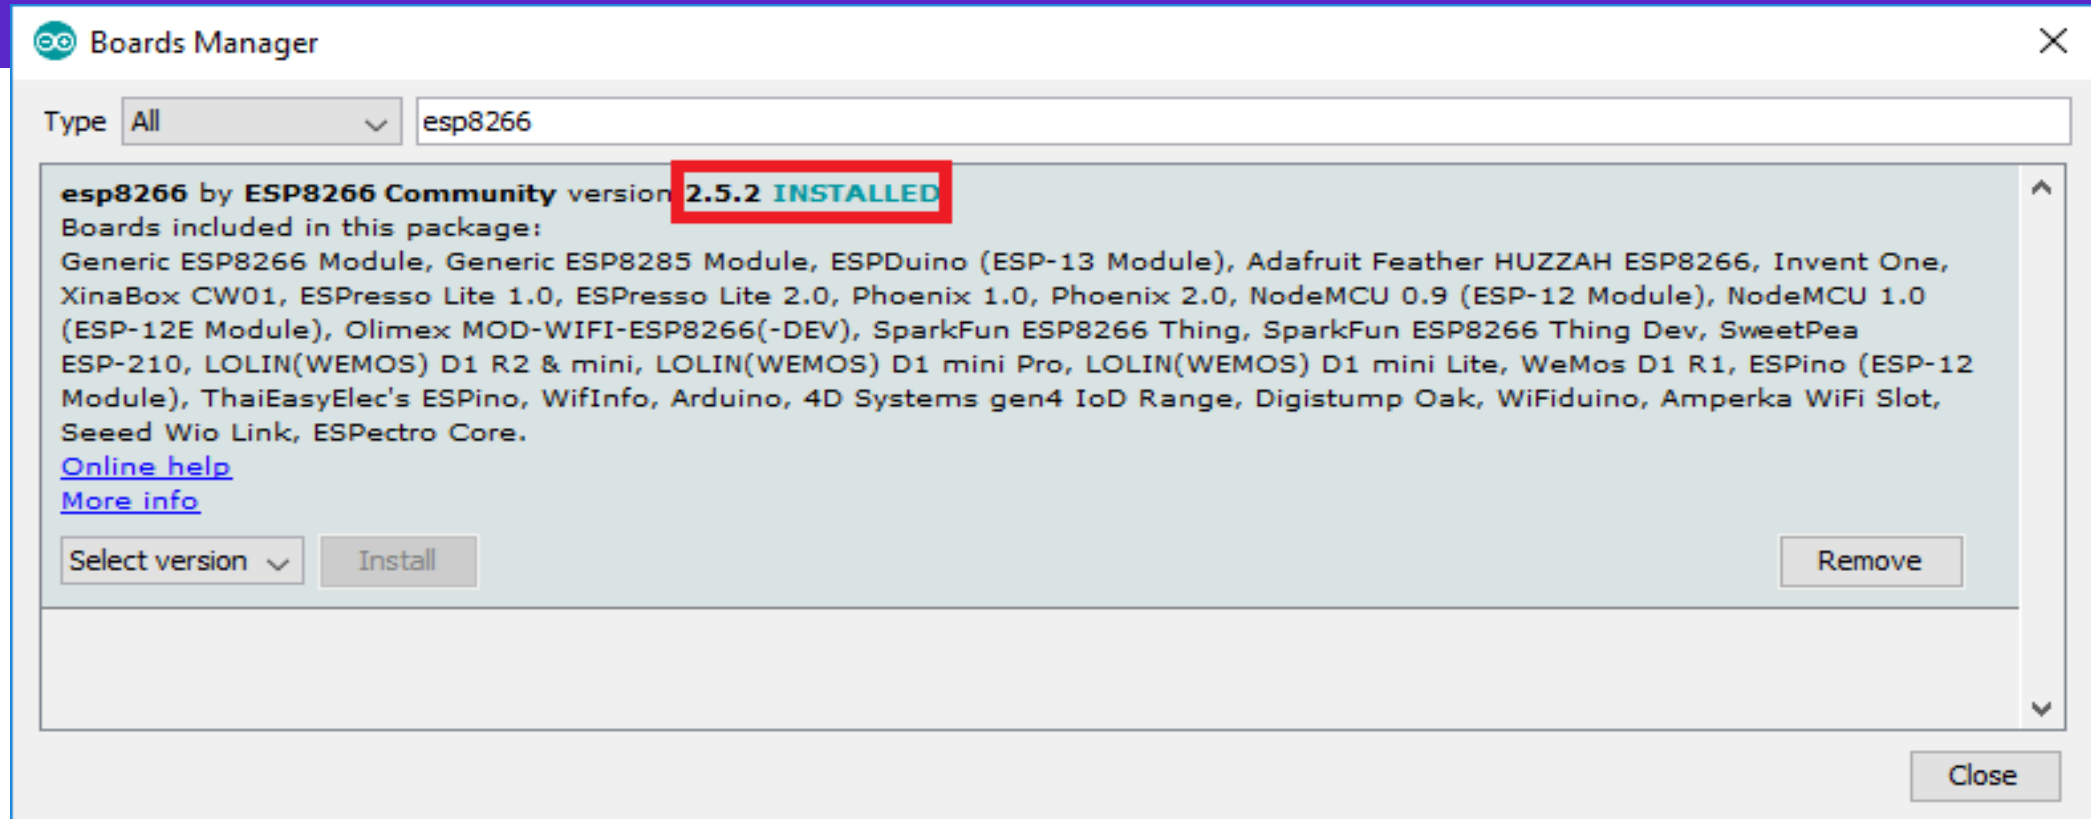 Boards Manager
Type All esp8266
esp8266 by ESP8266 Community version 2.5.2 INSTALLED
Boards included in this package:
Generic ESP8266 Module, Generic ESP8285 Module, ESPDuino (ESP-13 Module), Adafruit Feather HUZZAH ESP8266, Invent One,
XinaBox CW01, ESPresso Lite 1.0, ESPresso Lite 2.0, Phoenix 1.0, Phoenix 2.0, NodeMCU 0.9 (ESP-12 Module), NodeMCU 1.0
(ESP-12E Module), Olimex MOD-WIFI-ESP8266(-DEV), SparkFun ESP8266 Thing, SparkFun ESP8266 Thing Dev, SweetPea
ESP-210, LOLIN(WEMOS) D1 R2 & mini, LOLIN(WEMOS) D1 mini Pro, LOLIN(WEMOS) D1 mini Lite, WeMos D1 R1, ESPino (ESP-12
Module), ThaiEasyElec's ESPino, WifInfo, Arduino, 4D Systems gen4 IoD Range, Digistump Oak, WiFiduino, Amperka WiFi Slot,
Seeed Wio Link, ESPectro Core.
Online help
More info
Select version Install Remove
Close